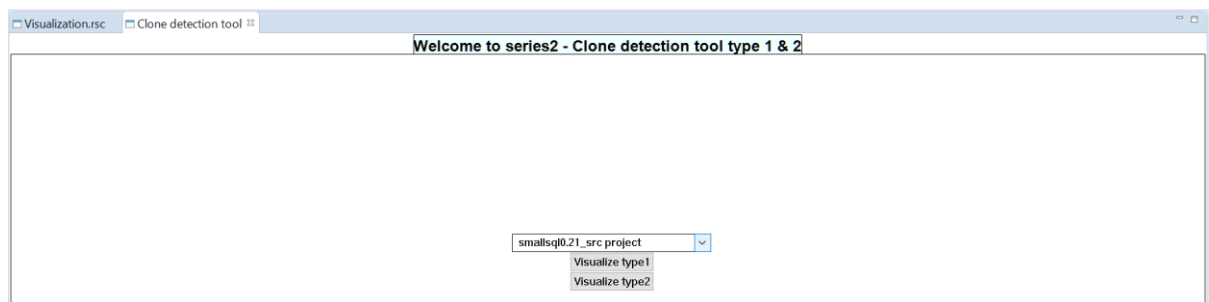 Visualization.rsc
Clone detection tool
Welcome to series2 - Clone detection tool type 1 & 2
smallsql0.21_src project
Visualize type1
Visualize type2